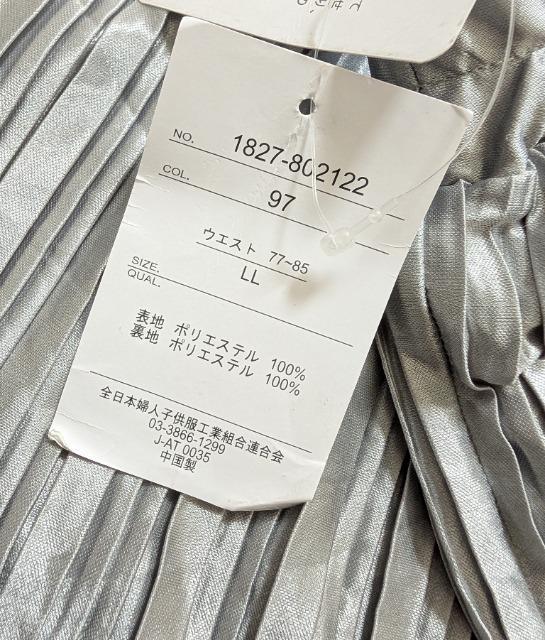 NO. 1827-802122
COL. 97
ウエスト 77~85
SIZE. LL
QUAL.
表地 ポリエステル 100%
裏地 ポリエステル 100%
全日本婦人子供服工業組合連合会
03-3866-1299
J-AT 0035
中国製